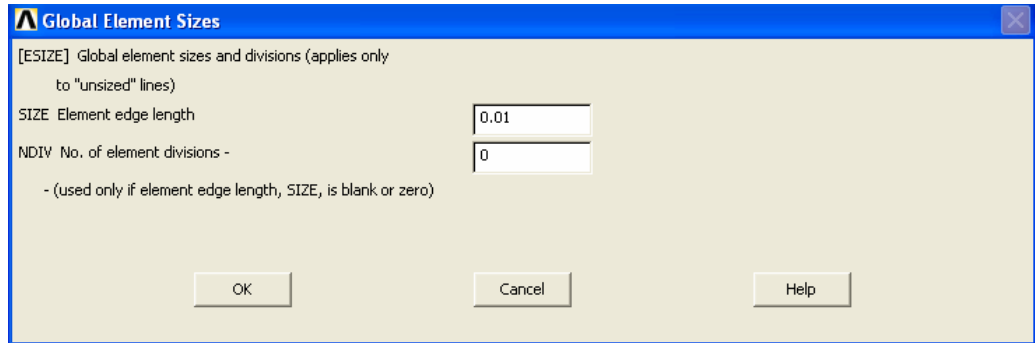 Global Element Sizes
[ESIZE] Global element sizes and divisions (applies only
to "unsized" lines)
SIZE Element edge length 0.01
NDIV No. of element divisions - 0
- (used only if element edge length, SIZE, is blank or zero)
OK Cancel Help